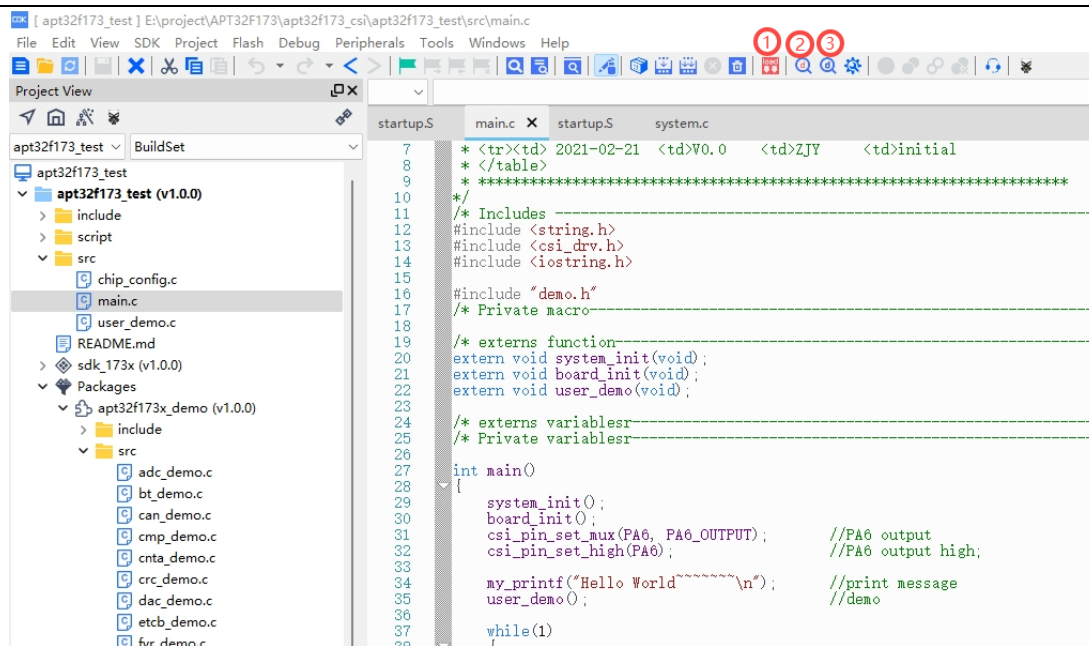 CDK [ apt32f173_test ] E:\project\APT32F173\apt32f173_csi\apt32f173_test\src\main.c
File Edit View SDK Project Flash Debug Peripherals Tools Windows Help
1 2 3
Project View
startup.S main.c startup.S system.c
apt32f173_test BuildSet
apt32f173_test
apt32f173_test (v1.0.0)
include
script
src
chip_config.c
main.c
user_demo.c
README.md
sdk_173x (v1.0.0)
Packages
apt32f173x_demo (v1.0.0)
include
src
adc_demo.c
bt_demo.c
can_demo.c
cmp_demo.c
cnta_demo.c
crc_demo.c
dac_demo.c
etcb_demo.c
fvr_demo.c
7 * <tr><td> 2021-02-21 <td>V0.0 <td>ZJY <td>initial
8 * </table>
9 * *********************************************************************
10 */
11 /* Includes ---------------------------------------------------------------
12 #include <string.h>
13 #include <csi_drv.h>
14 #include <iostring.h>
15
16 #include "demo.h"
17 /* Private macro-----------------------------------------------------------
18
19 /* externs function--------------------------------------------------------
20 extern void system_init(void);
21 extern void board_init(void);
22 extern void user_demo(void);
23
24 /* externs variablesr------------------------------------------------------
25 /* Private variablesr------------------------------------------------------
26
27 int main()
28 {
29 system_init();
30 board_init();
31 csi_pin_set_mux(PA6, PA6_OUTPUT); //PA6 output
32 csi_pin_set_high(PA6); //PA6 output high;
33
34 my_printf("Hello World~~~~~~~\n"); //print message
35 user_demo(); //demo
36
37 while(1)